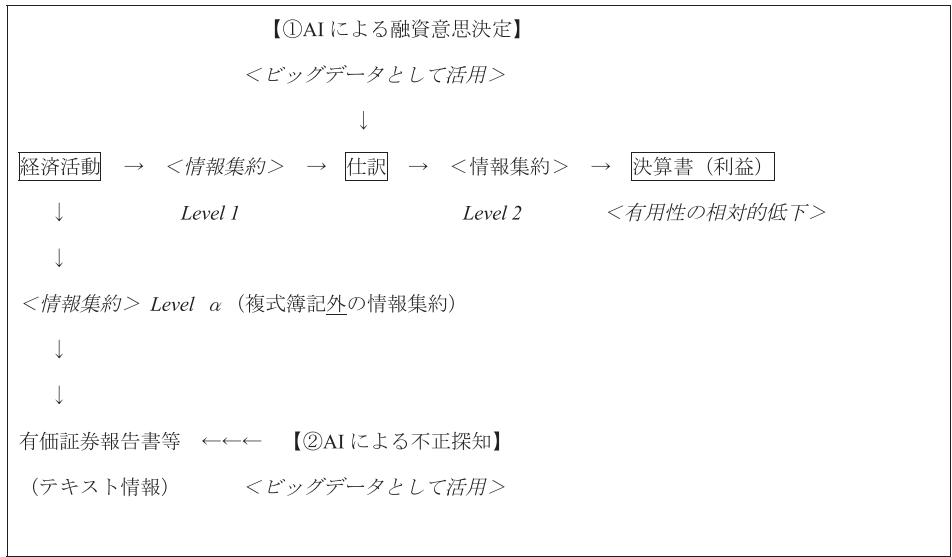 【①AIによる融資意思決定】
＜ビッグデータとして活用＞
↓
経済活動 → ＜情報集約＞ → 仕訳 → ＜情報集約＞ → 決算書（利益）
↓ Level 1 Level 2 ＜有用性の相対的低下＞
↓
＜情報集約＞ Level α（複式簿記外の情報集約）
↓
↓
有価証券報告書等 ←←← 【②AIによる不正探知】
（テキスト情報） ＜ビッグデータとして活用＞